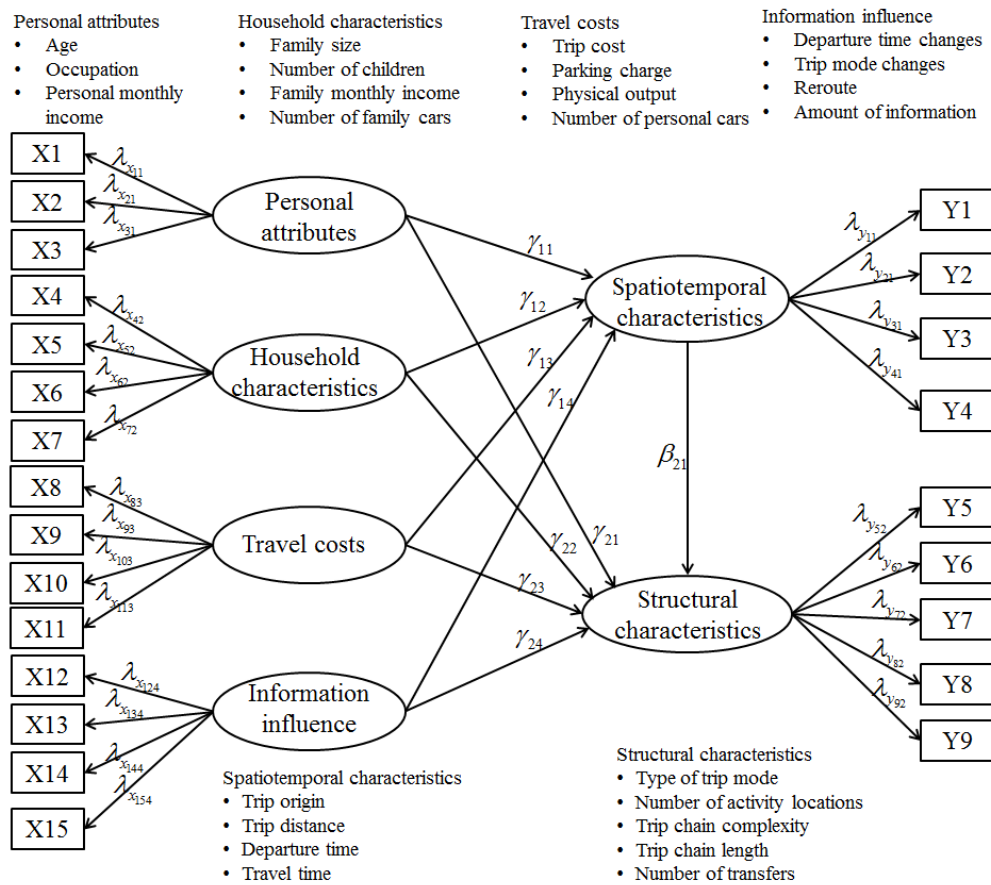 Personal attributes
• Age
• Occupation
• Personal monthly
income
Household characteristics
• Family size
• Number of children
• Family monthly income
• Number of family cars
Travel costs
• Trip cost
• Parking charge
• Physical output
• Number of personal cars
Information influence
• Departure time changes
• Trip mode changes
• Reroute
• Amount of information
X1
X2
X3
X4
X5
X6
X7
X8
X9
X10
X11
X12
X13
X14
X15
λx11
λx21
λx31
λx42
λx52
λx62
λx72
λx83
λx93
λx103
λx113
λx124
λx134
λx144
λx154
Personal
attributes
Household
characteristics
Travel costs
Information
influence
γ11
γ12
γ13
γ14
γ21
γ22
γ23
γ24
Spatiotemporal
characteristics
β21
Structural
characteristics
λy11
λy21
λy31
λy41
λy52
λy62
λy72
λy82
λy92
Y1
Y2
Y3
Y4
Y5
Y6
Y7
Y8
Y9
Spatiotemporal characteristics
• Trip origin
• Trip distance
• Departure time
• Travel time
Structural characteristics
• Type of trip mode
• Number of activity locations
• Trip chain complexity
• Trip chain length
• Number of transfers